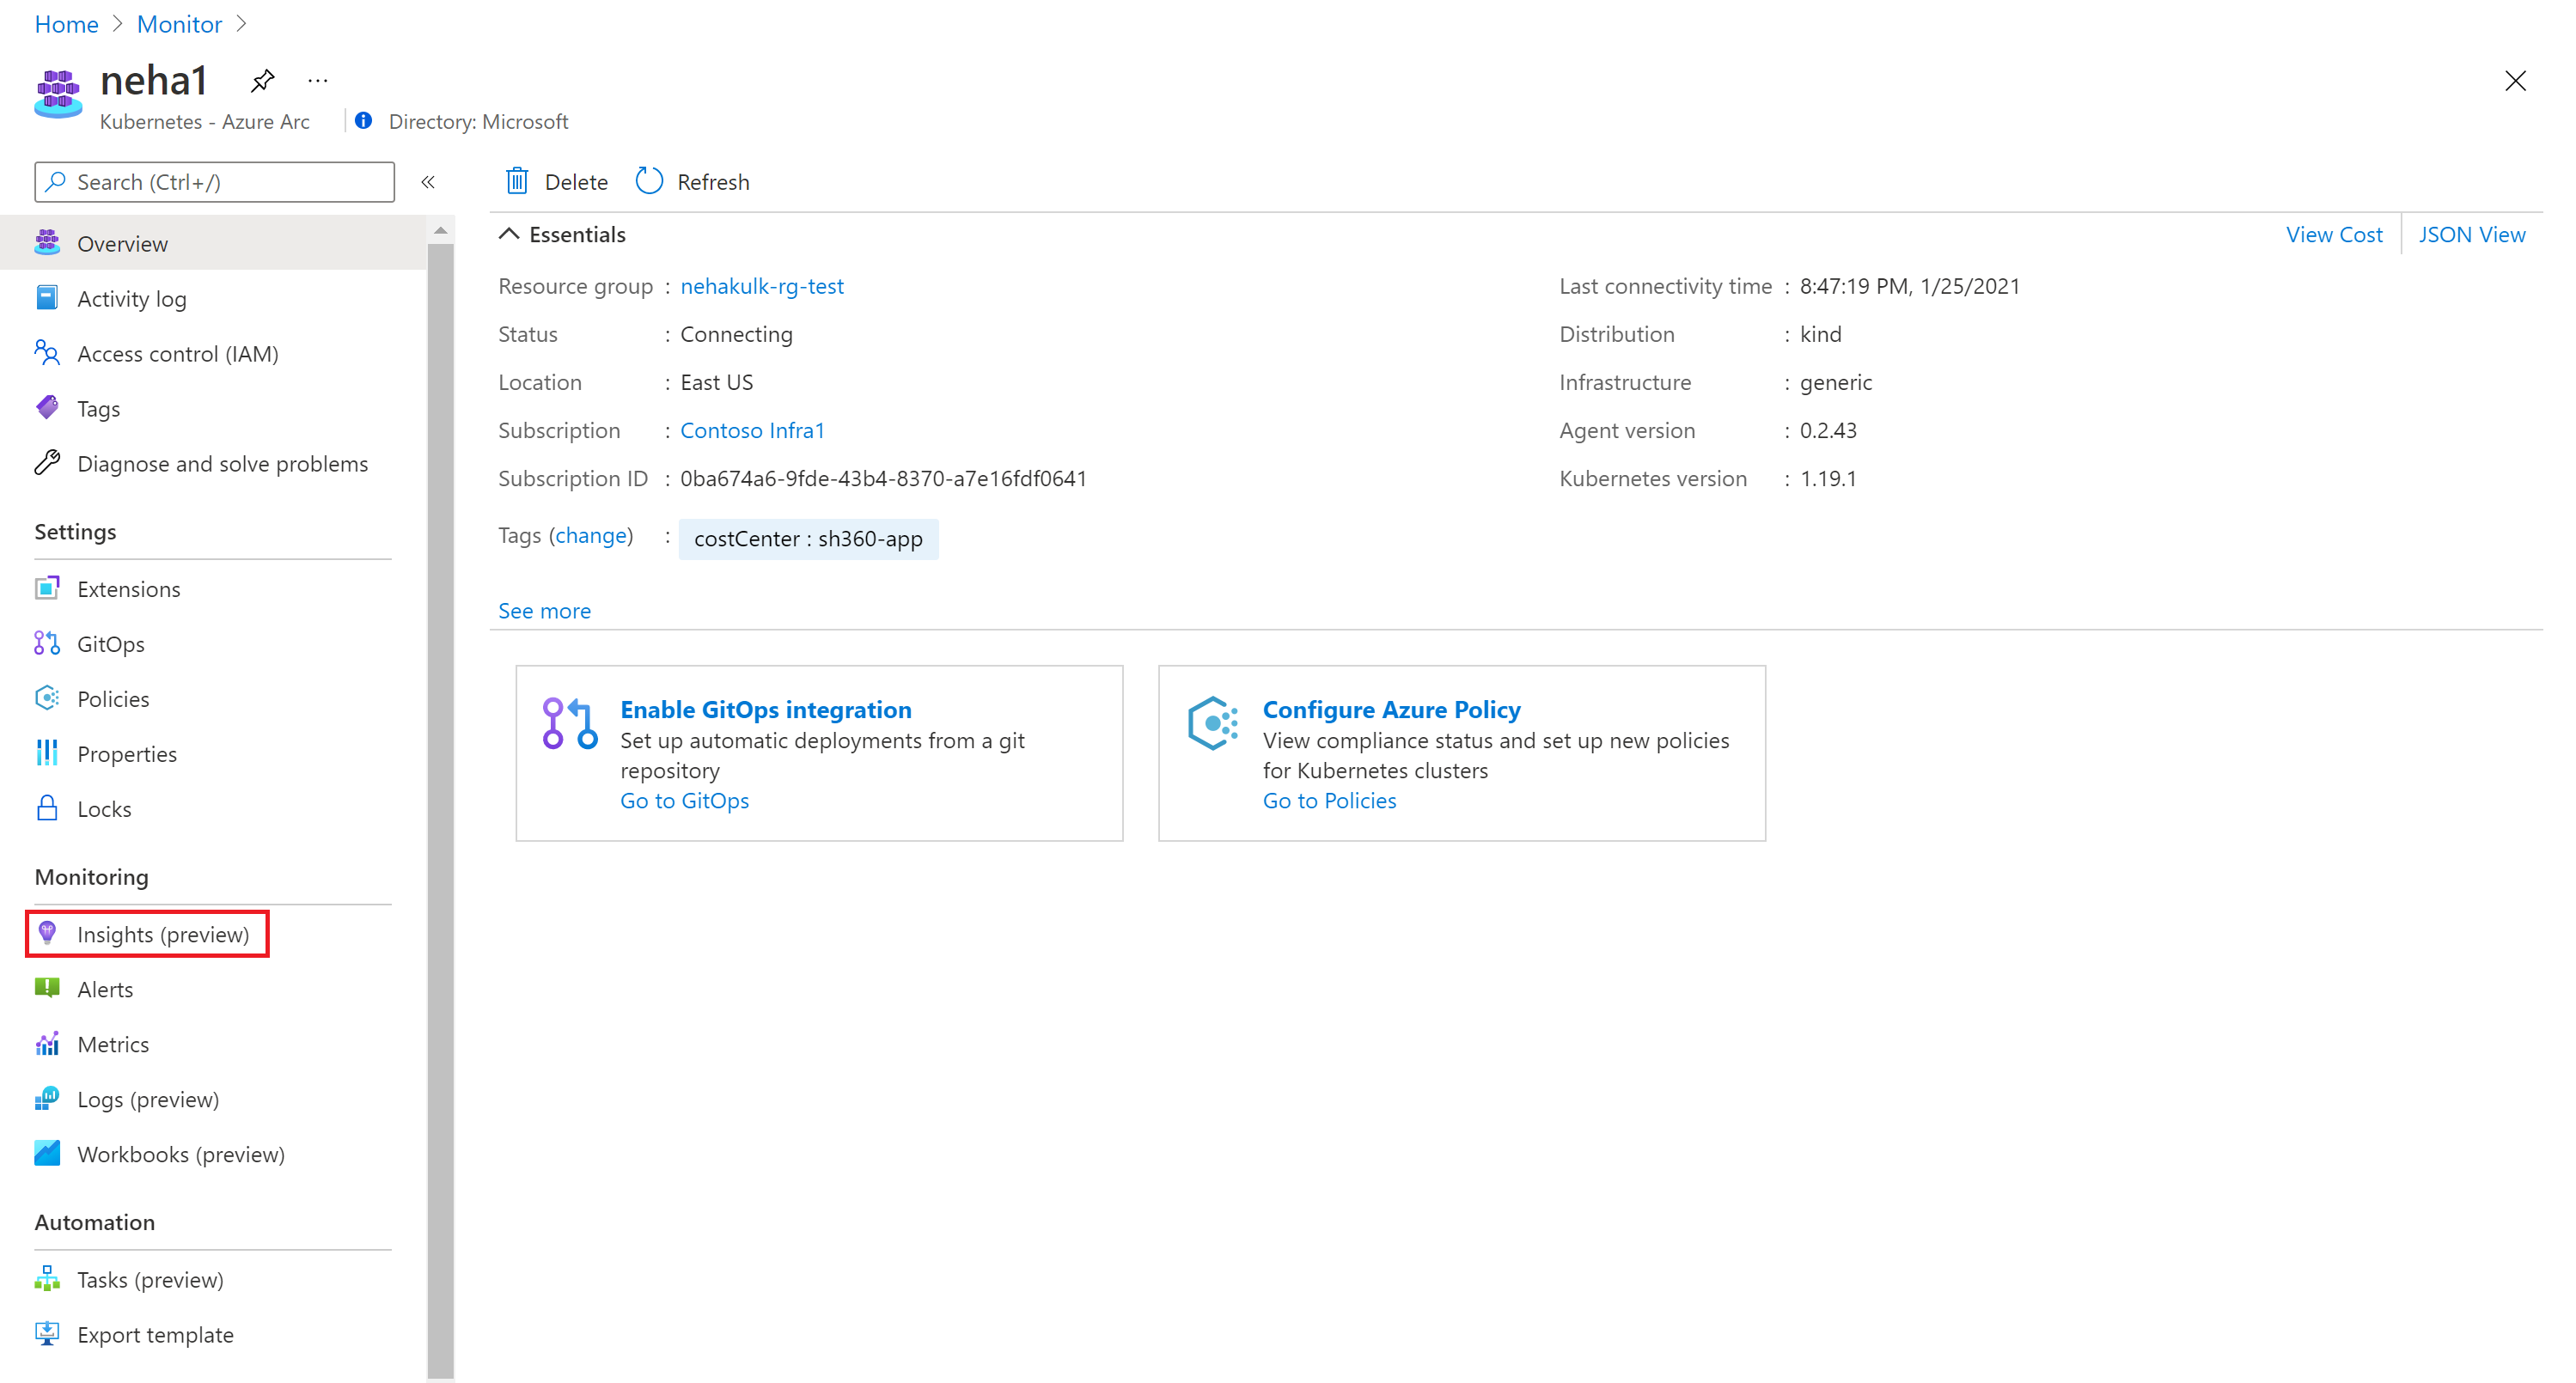 Home > Monitor >
neha1 ...
Kubernetes - Azure Arc | Directory: Microsoft
Search (Ctrl+/) «
Overview
Activity log
Access control (IAM)
Tags
Diagnose and solve problems
Settings
Extensions
GitOps
Policies
Properties
Locks
Monitoring
Insights (preview)
Alerts
Metrics
Logs (preview)
Workbooks (preview)
Automation
Tasks (preview)
Export template
Delete Refresh
Essentials View Cost JSON View
Resource group : nehakulk-rg-test
Status : Connecting
Location : East US
Subscription : Contoso Infra1
Subscription ID : 0ba674a6-9fde-43b4-8370-a7e16fdf0641
Tags (change) : costCenter : sh360-app
Last connectivity time : 8:47:19 PM, 1/25/2021
Distribution : kind
Infrastructure : generic
Agent version : 0.2.43
Kubernetes version : 1.19.1
See more
Enable GitOps integration
Set up automatic deployments from a git
repository
Go to GitOps
Configure Azure Policy
View compliance status and set up new policies
for Kubernetes clusters
Go to Policies